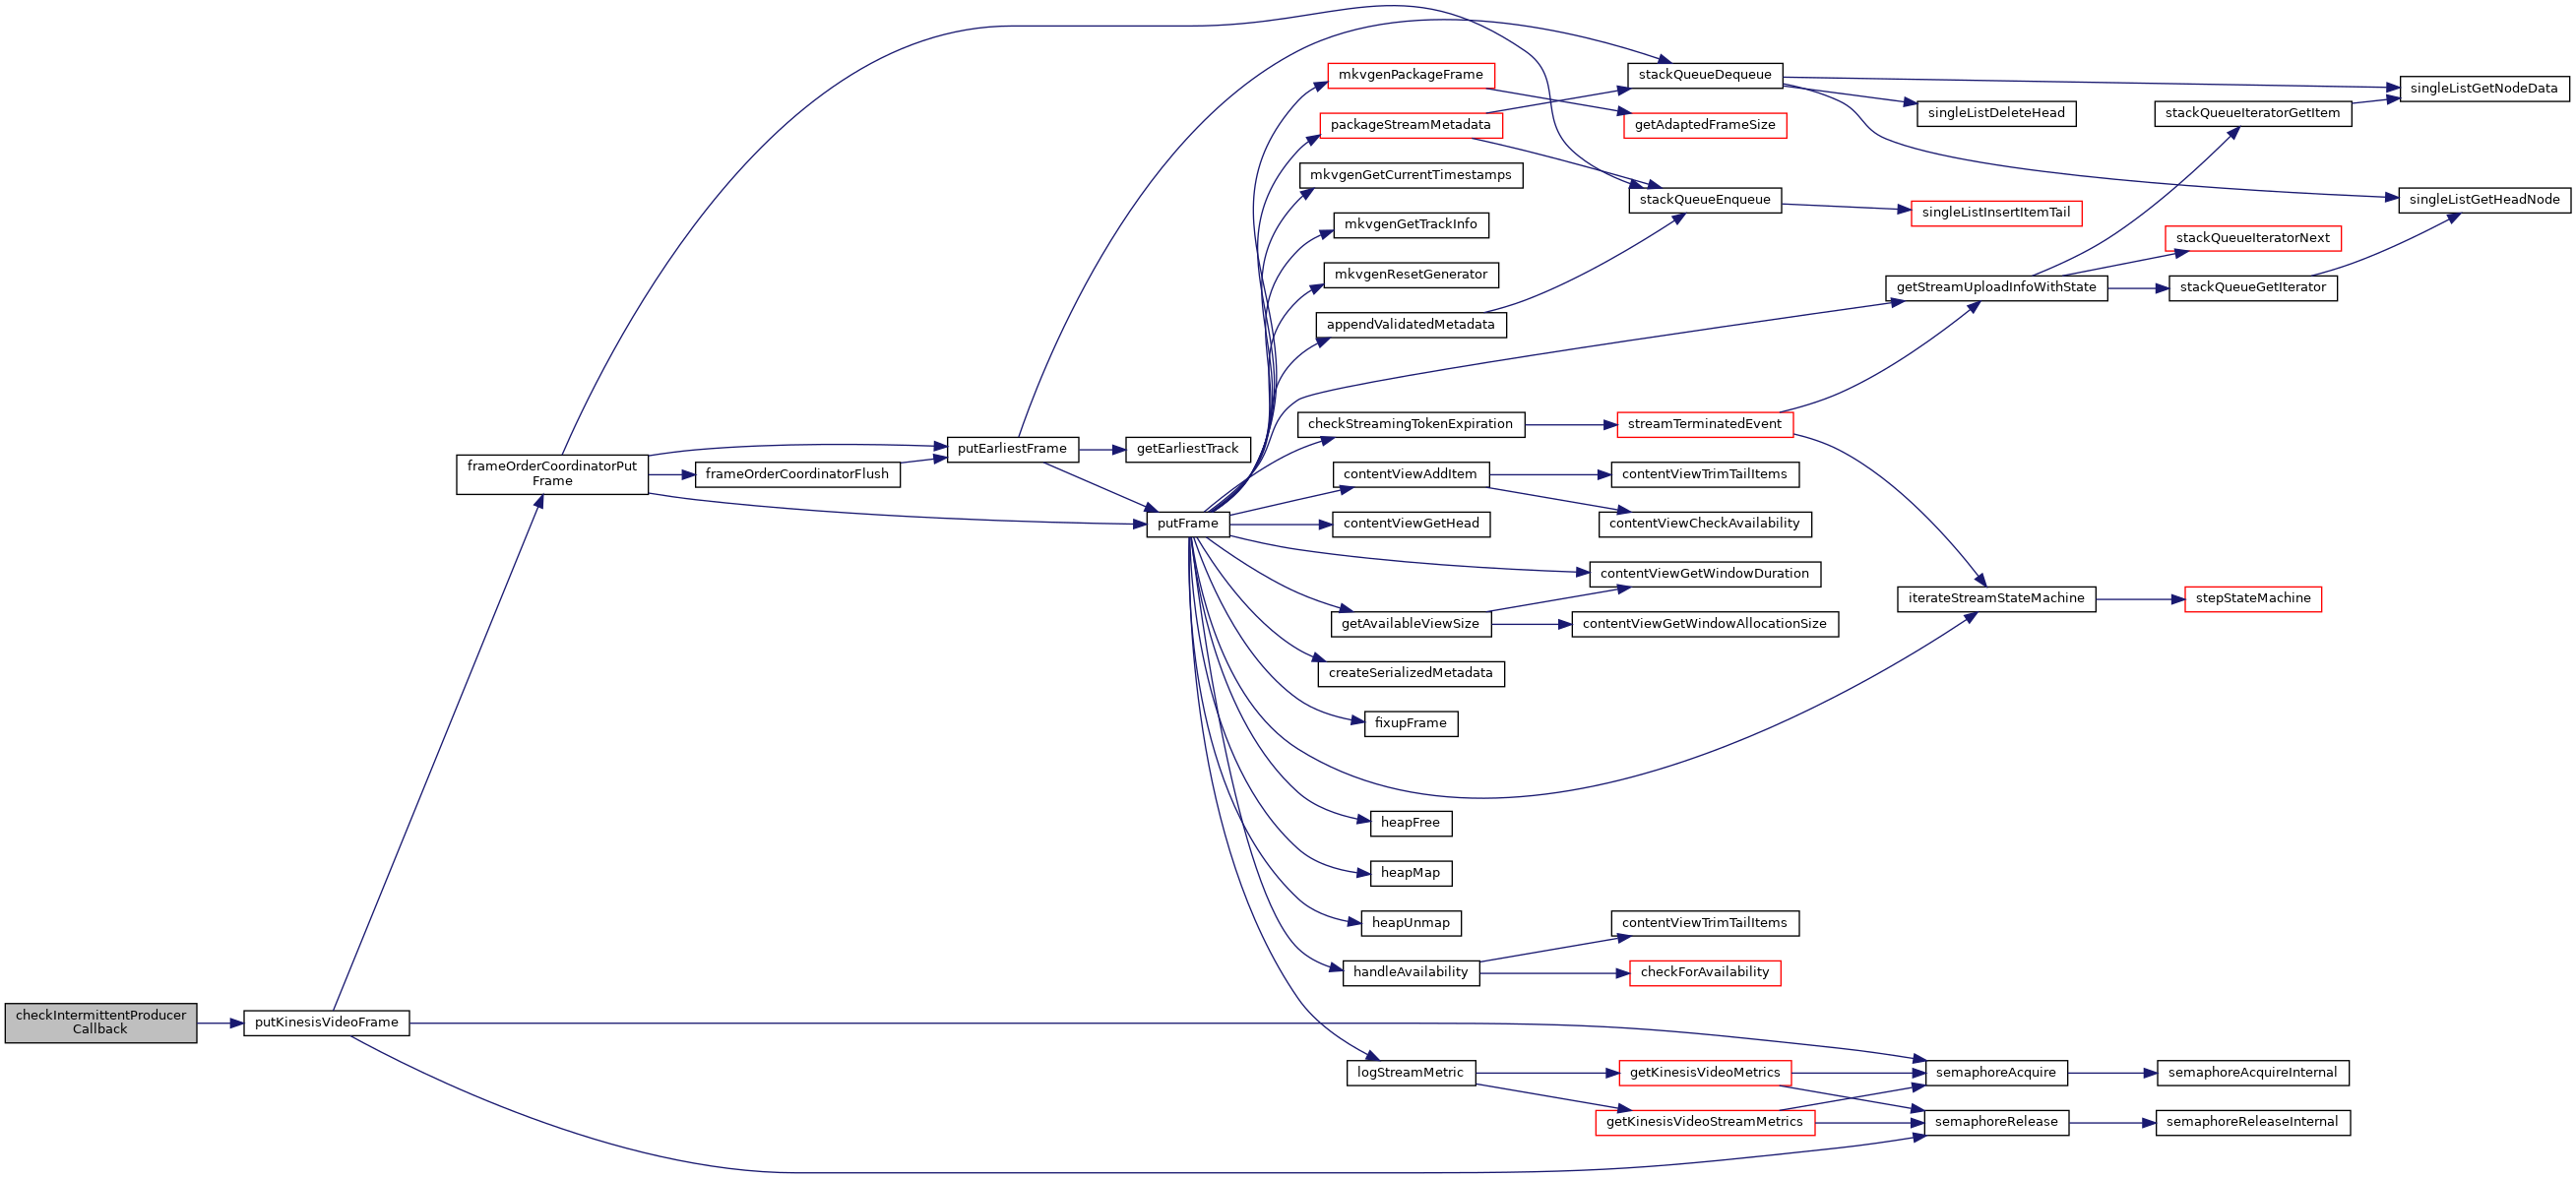 mkvgenPackageFrame
stackQueueDequeue
singleListGetNodeData
packageStreamMetadata
getAdaptedFrameSize
singleListDeleteHead
stackQueueIteratorGetItem
mkvgenGetCurrentTimestamps
stackQueueEnqueue
singleListInsertItemTail
singleListGetHeadNode
mkvgenGetTrackInfo
stackQueueIteratorNext
mkvgenResetGenerator
getStreamUploadInfoWithState
stackQueueGetIterator
appendValidatedMetadata
checkStreamingTokenExpiration
streamTerminatedEvent
putEarliestFrame
getEarliestTrack
frameOrderCoordinatorPut
Frame
frameOrderCoordinatorFlush
contentViewAddItem
contentViewTrimTailItems
putFrame
contentViewGetHead
contentViewCheckAvailability
contentViewGetWindowDuration
iterateStreamStateMachine
stepStateMachine
getAvailableViewSize
contentViewGetWindowAllocationSize
createSerializedMetadata
fixupFrame
heapFree
heapMap
heapUnmap
contentViewTrimTailItems
handleAvailability
checkForAvailability
checkIntermittentProducer
Callback
putKinesisVideoFrame
logStreamMetric
getKinesisVideoMetrics
semaphoreAcquire
semaphoreAcquireInternal
getKinesisVideoStreamMetrics
semaphoreRelease
semaphoreReleaseInternal